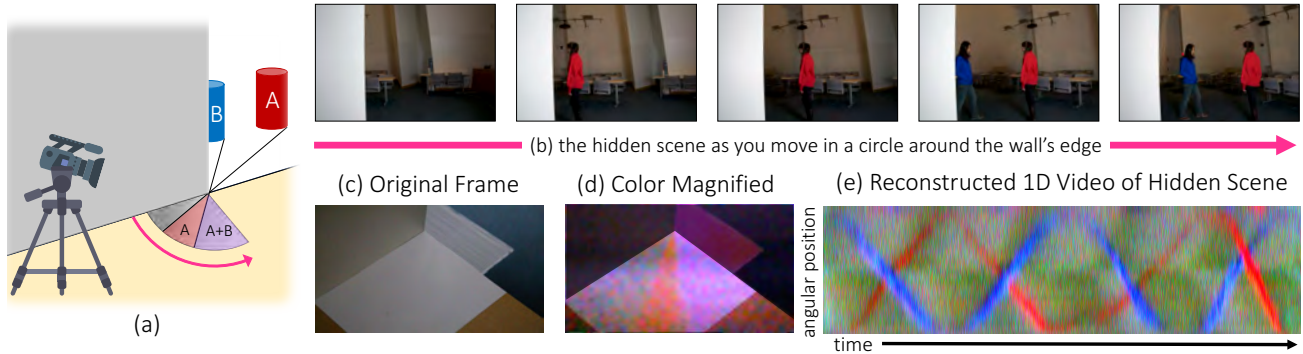 B
A
A
A+B
(a)
(b) the hidden scene as you move in a circle around the wall's edge
(c) Original Frame
(d) Color Magnified
(e) Reconstructed 1D Video of Hidden Scene
angular position
time